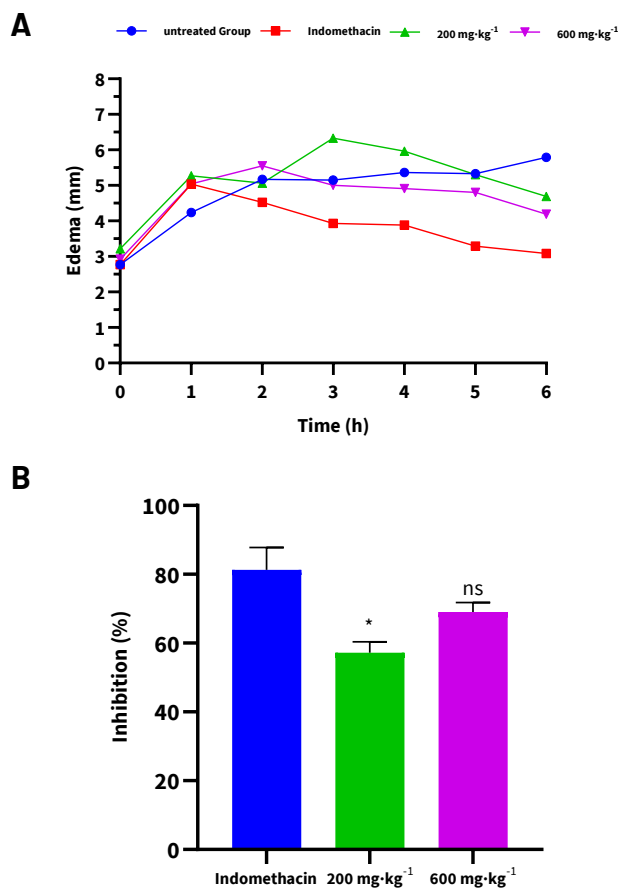 A
untreated Group Indomethacin 200 mg·kg⁻¹ 600 mg·kg⁻¹
8
7
6
5
4
3
2
1
0
Edema (mm)
0 1 2 3 4 5 6
Time (h)
B
100
80
60
40
20
0
Inhibition (%)
*
ns
Indomethacin 200 mg·kg⁻¹ 600 mg·kg⁻¹